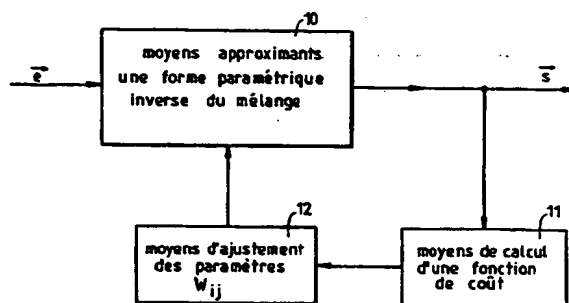 10
moyens approximants
une forme paramétrique
inverse du mélange
e
s
12
moyens d'ajustement
des paramètres
Wij
11
moyens de calcul
d'une fonction
de coût